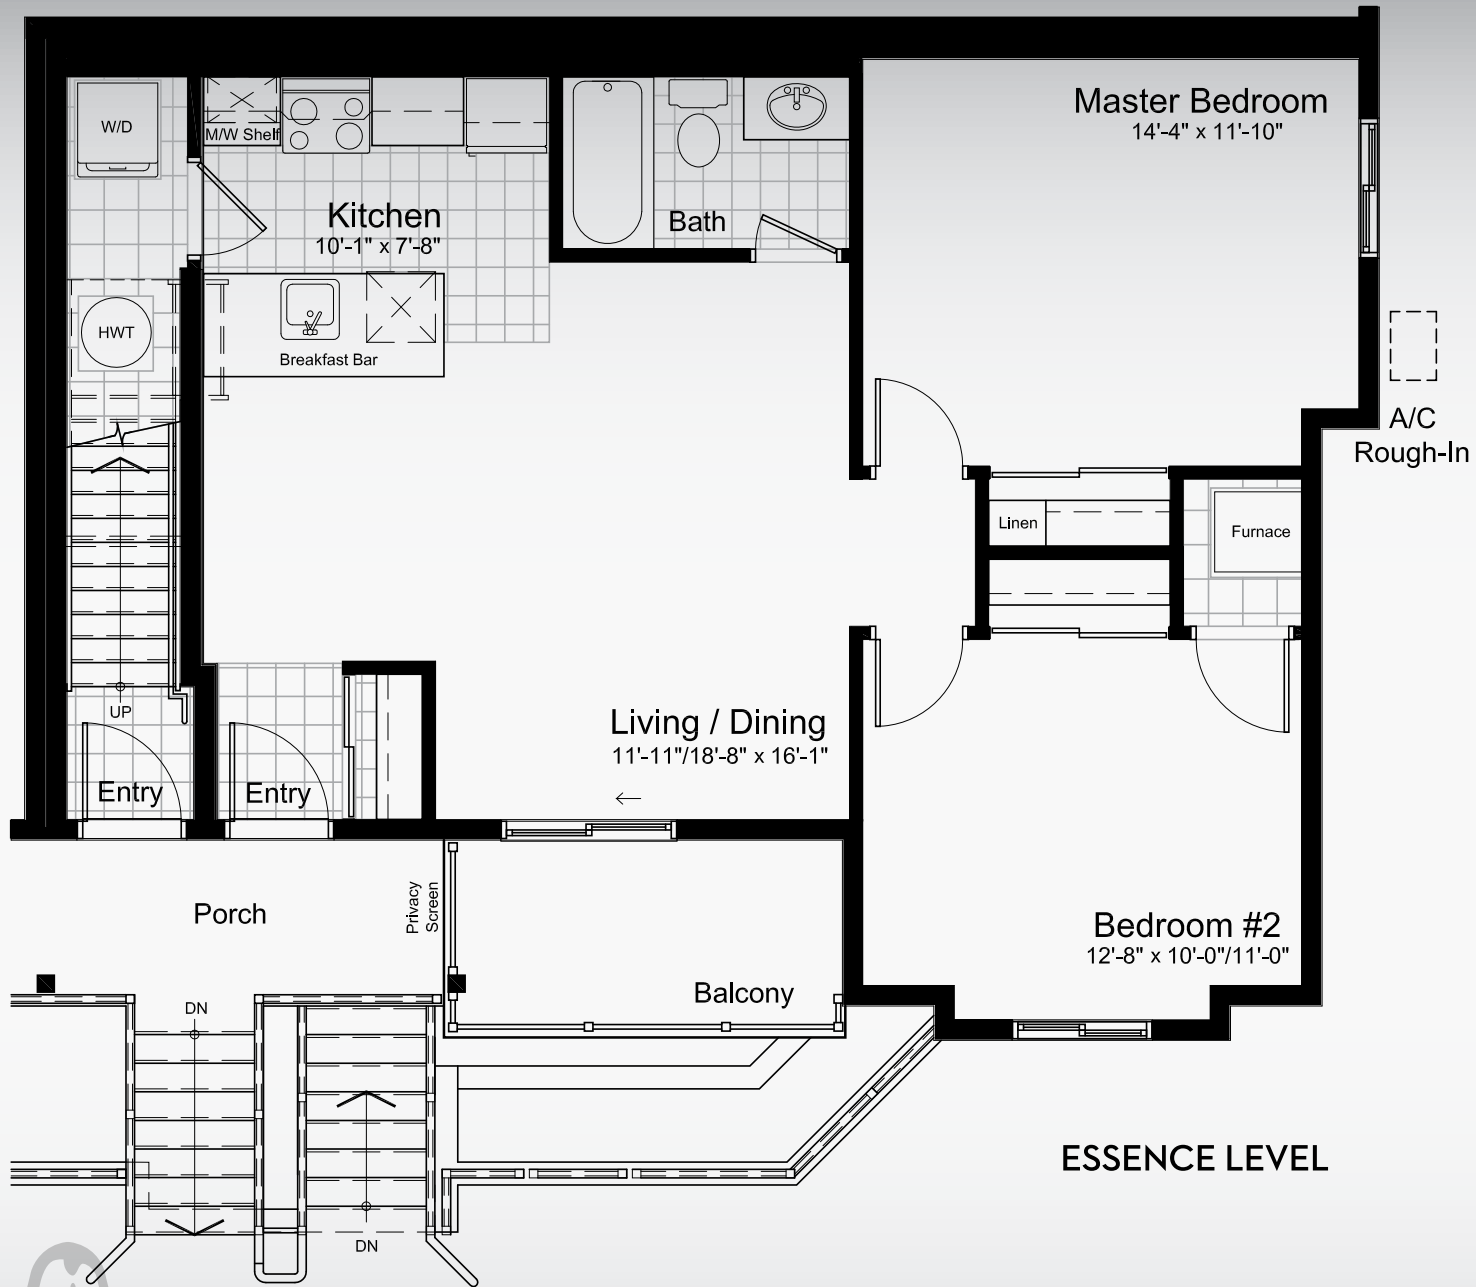 Master Bedroom
14'-4" x 11'-10"
W/D
M/W Shelf
Kitchen
10'-1" x 7'-8"
Bath
HWT
Breakfast Bar
A/C
Rough-In
Linen
Furnace
UP
Living / Dining
11'-11"/18'-8" x 16'-1"
Entry
Entry
Porch
Privacy
Screen
Balcony
Bedroom #2
12'-8" x 10'-0"/11'-0"
DN
DN
ESSENCE LEVEL